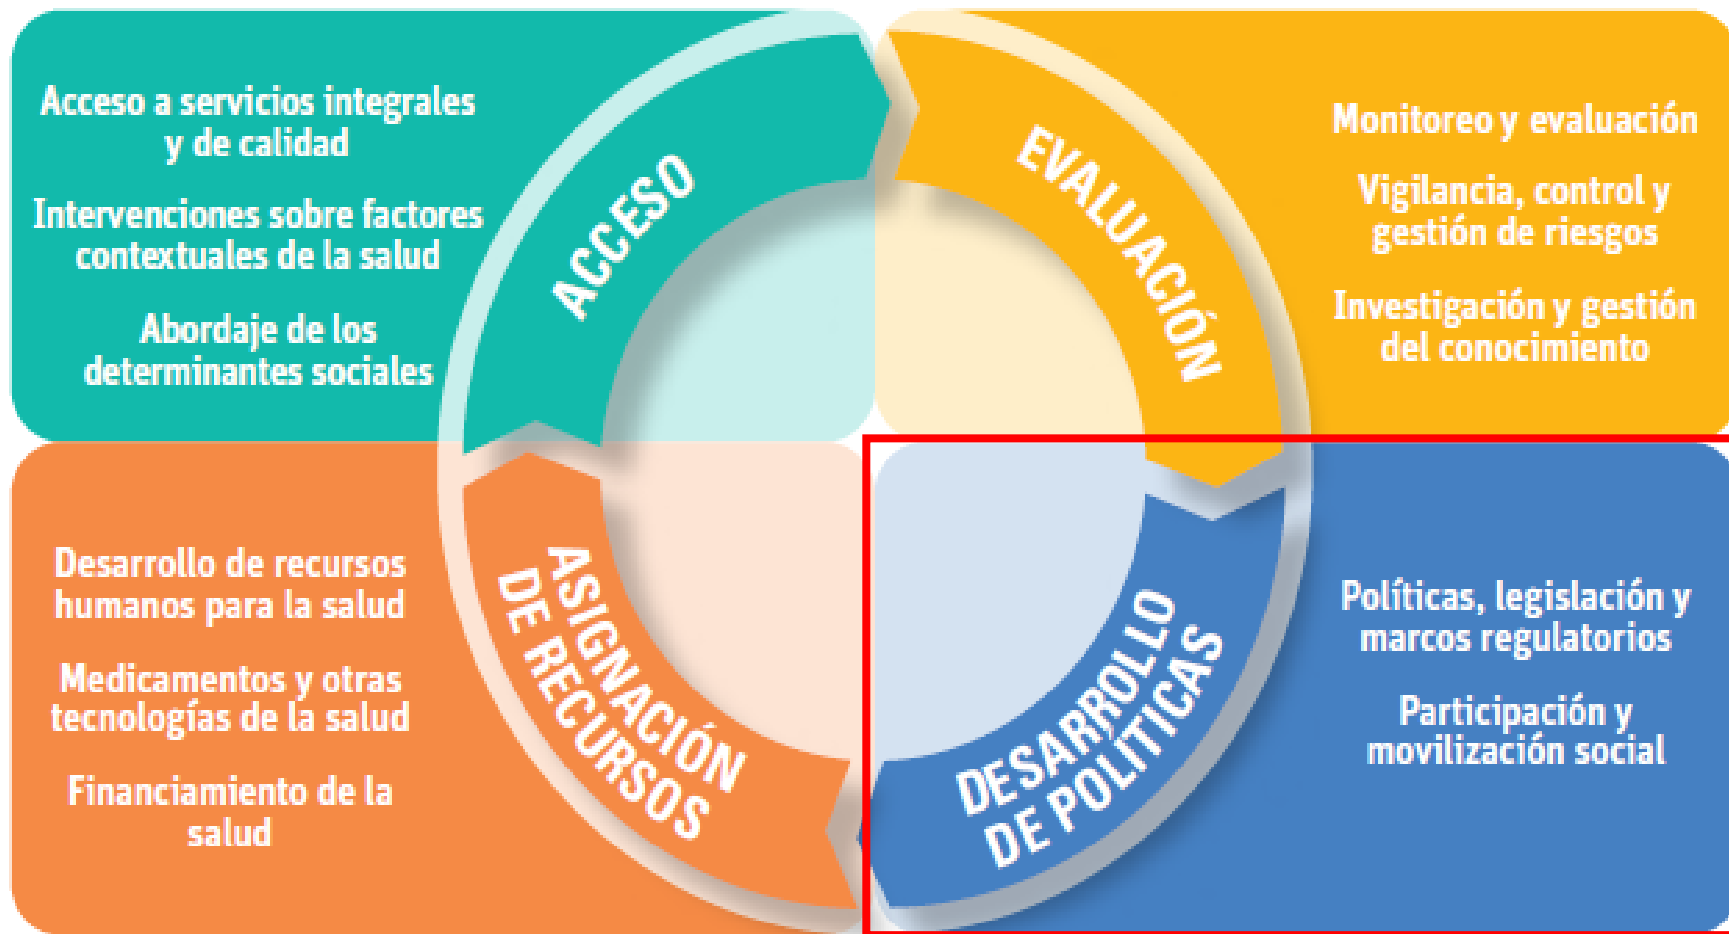 Acceso a servicios integrales
y de calidad
Intervenciones sobre factores
contextuales de la salud
Abordaje de los
determinantes sociales
ACCESO
EVALUACIÓN
Monitoreo y evaluación
Vigilancia, control y
gestión de riesgos
Investigación y gestión
del conocimiento
Desarrollo de recursos
humanos para la salud
Medicamentos y otras
tecnologías de la salud
Financiamiento de la
salud
ASIGNACIÓN
DE RECURSOS
DESARROLLO
DE POLÍTICAS
Políticas, legislación y
marcos regulatorios
Participación y
movilización social